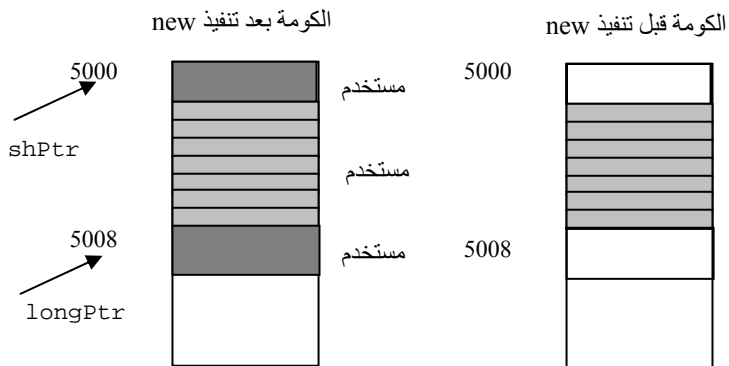 الكومة قبل تنفيذ new
الكومة بعد تنفيذ new
5000
مستخدم
5000
shPtr
مستخدم
5008
مستخدم
5008
longPtr